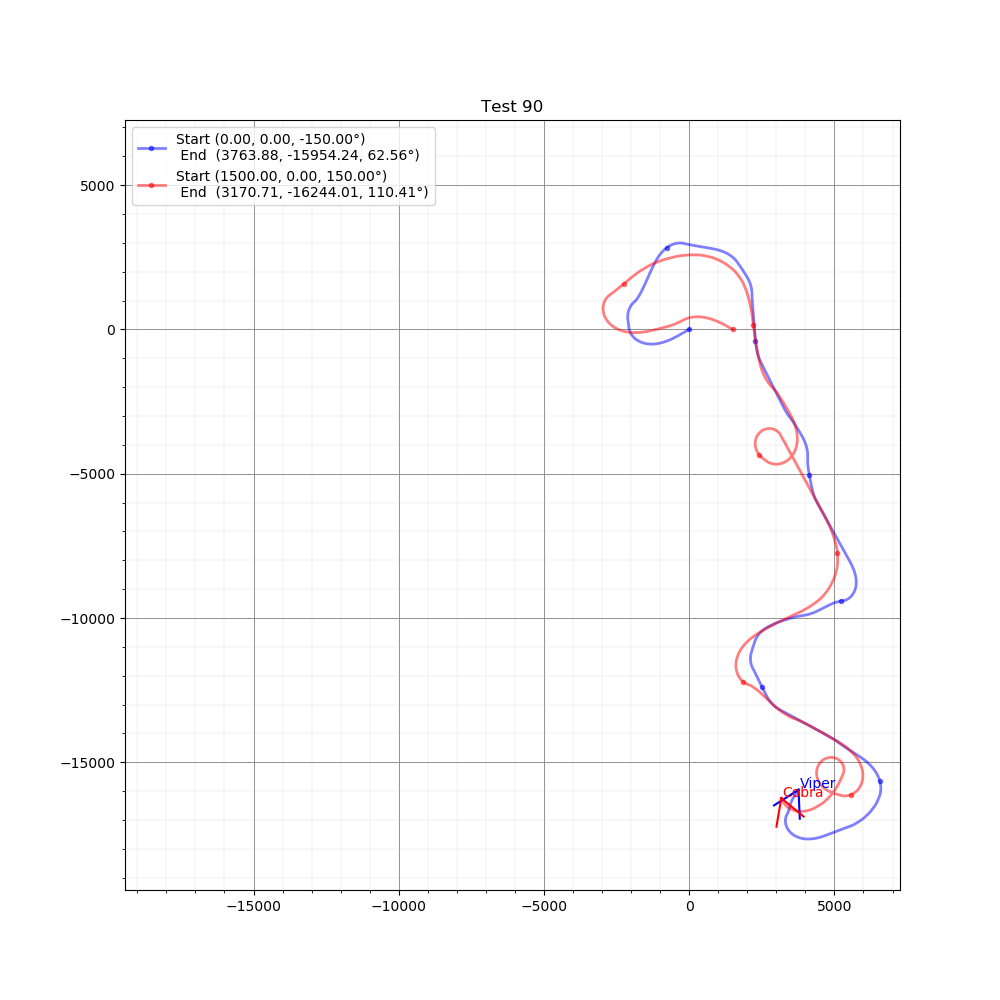 Test 90
Start (0.00, 0.00, -150.00°)
End  (3763.88, -15954.24, 62.56°)
Start (1500.00, 0.00, 150.00°)
End  (3170.71, -16244.01, 110.41°)
5000
0
−5000
−10000
−15000
Viper
Cobra
−15000
−10000
−5000
0
5000